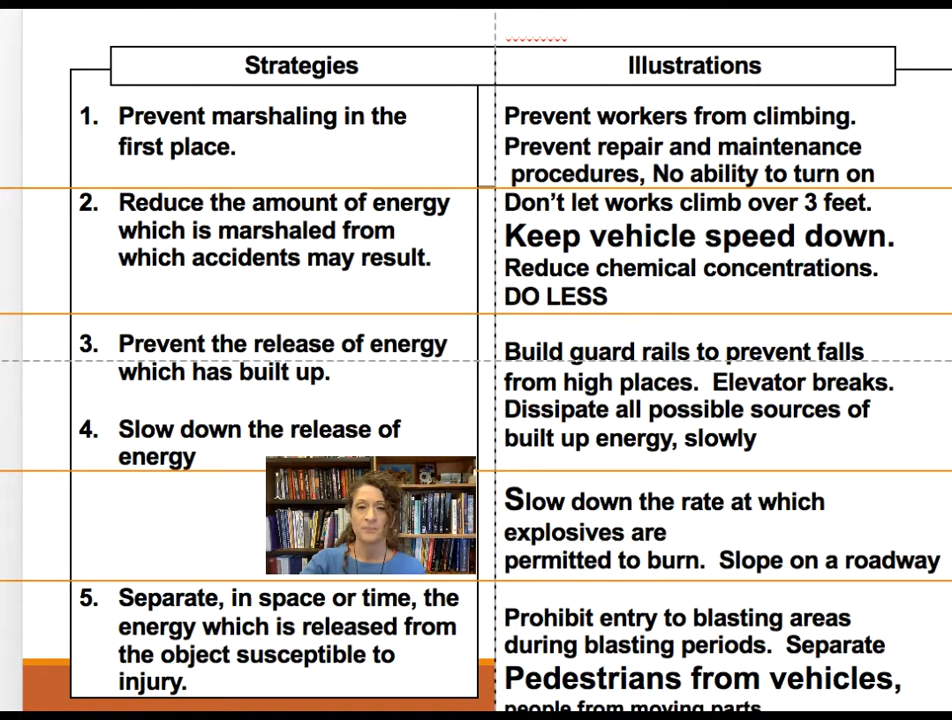 Strategies
Illustrations
1. Prevent marshaling in the
first place.
Prevent workers from climbing.
Prevent repair and maintenance
procedures, No ability to turn on
2. Reduce the amount of energy
which is marshaled from
which accidents may result.
Don’t let works climb over 3 feet.
Keep vehicle speed down.
Reduce chemical concentrations.
DO LESS
3. Prevent the release of energy
which has built up.
Build guard rails to prevent falls
from high places. Elevator breaks.
Dissipate all possible sources of
built up energy, slowly
4. Slow down the release of
energy
Slow down the rate at which
explosives are
permitted to burn. Slope on a roadway
5. Separate, in space or time, the
energy which is released from
the object susceptible to
injury.
Prohibit entry to blasting areas
during blasting periods. Separate
Pedestrians from vehicles,
people from moving parts